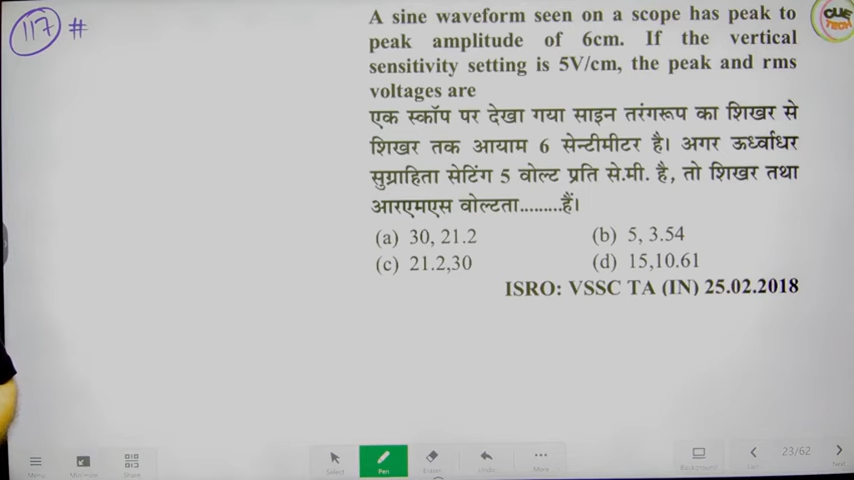 117 #
A sine waveform seen on a scope has peak to
peak amplitude of 6cm. If the vertical
sensitivity setting is 5V/cm, the peak and rms
voltages are
एक स्कॉप पर देखा गया साइन तरंगरूप का शिखर से
शिखर तक आयाम 6 सेन्टीमीटर है। अगर ऊर्ध्वाधर
सुग्राहिता सेटिंग 5 वोल्ट प्रति से.मी. है, तो शिखर तथा
आरएमएस वोल्टता.........हैं।
(a) 30, 21.2 (b) 5, 3.54
(c) 21.2,30 (d) 15,10.61
ISRO: VSSC TA (IN) 25.02.2018
CUE
TECH
Menu Minimize Share Select Pen Eraser Undo More Background Last 23/62 Next